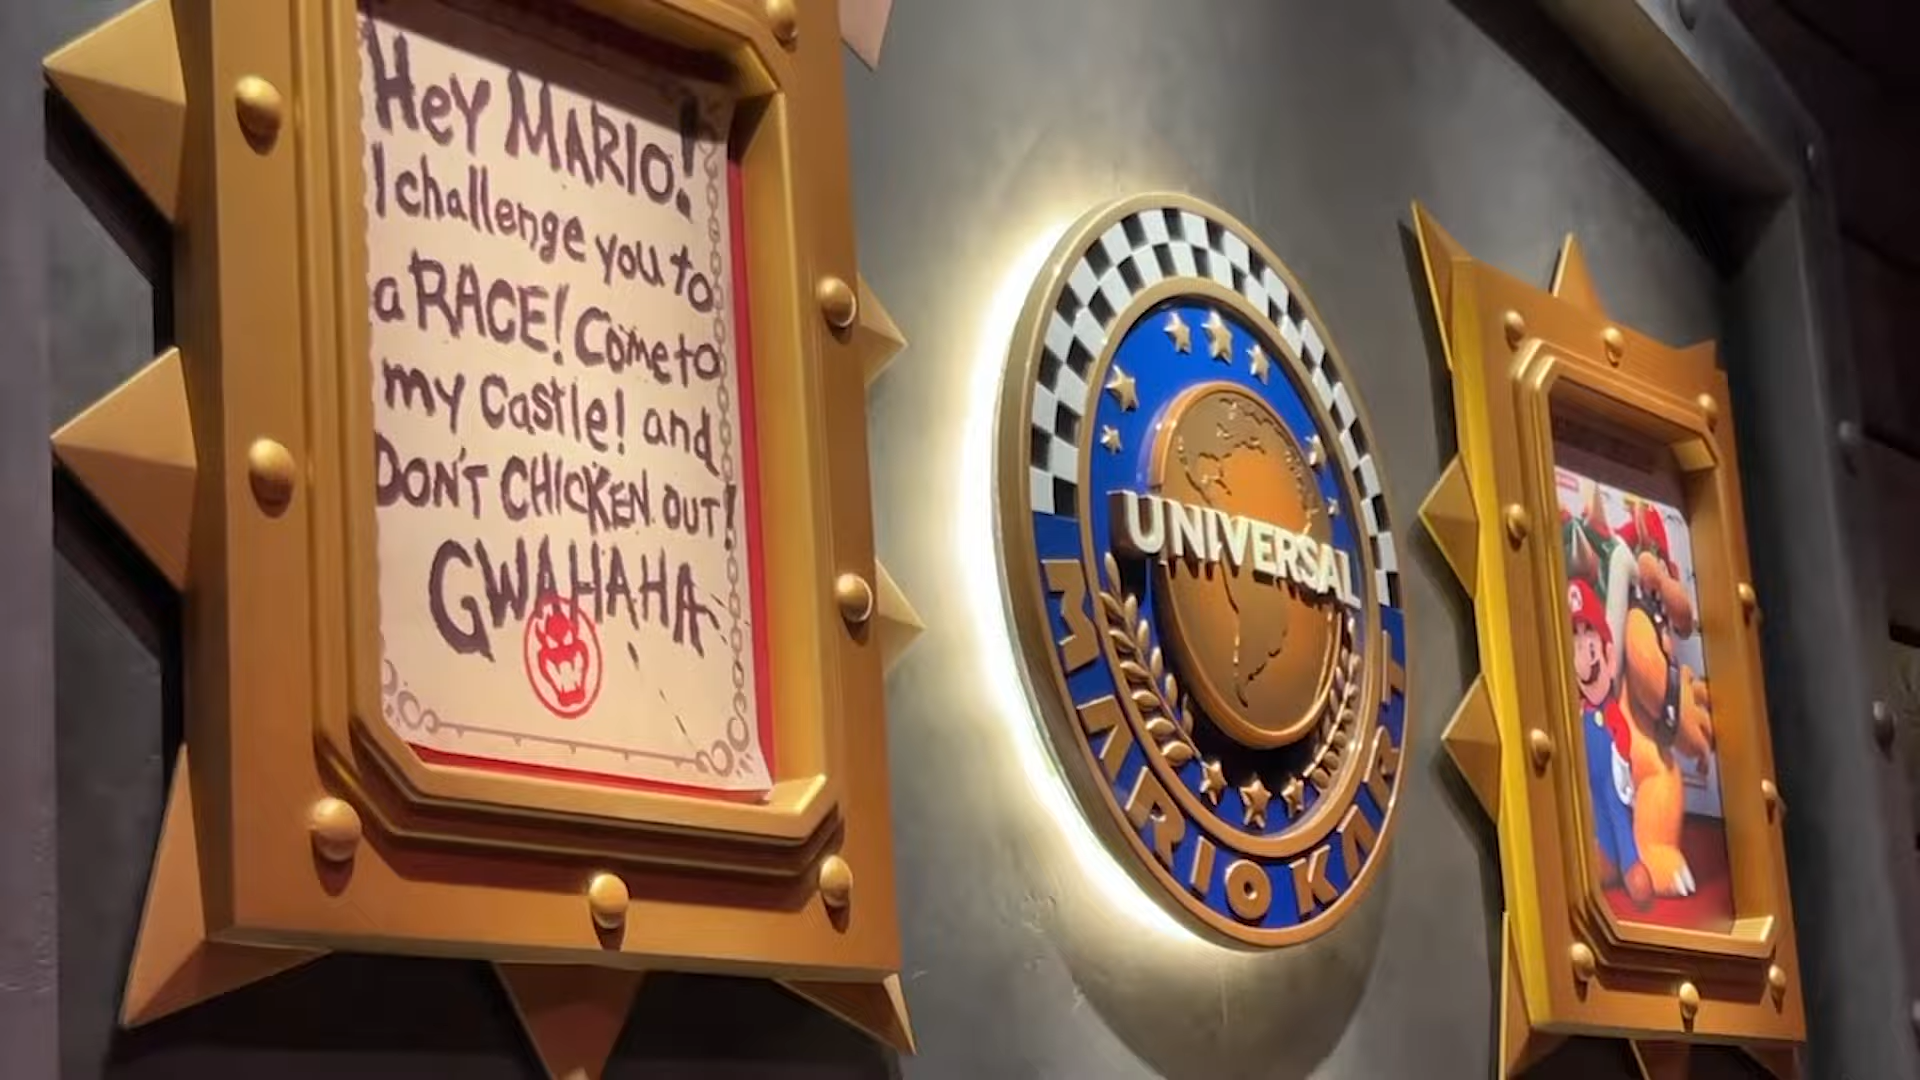 Hey MARIO!
I challenge you to
a RACE! Come to
my Castle! and
DON'T CHICKEN OUT!
GWAHAHA
UNIVERSAL
MARIO KART